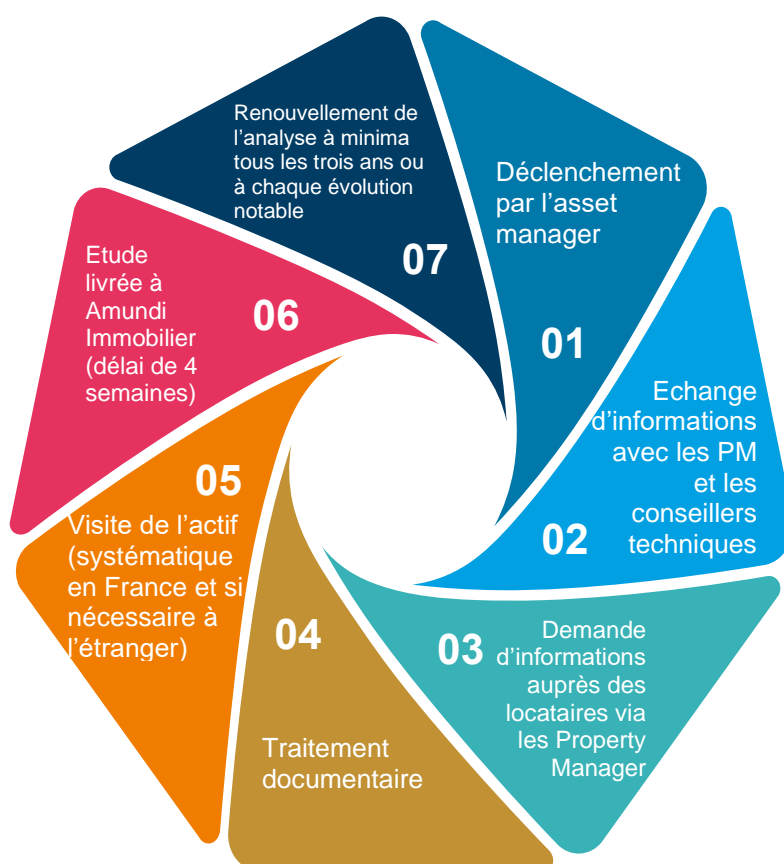 Déclenchement
par l'asset
manager
01
Echange
d'informations
avec les PM
et les
conseillers
techniques
02
03
Demande
d'informations
auprès des
locataires via
les Property
Manager
04
Traitement
documentaire
05
Visite de l'actif
(systématique
en France et si
nécessaire à
l'étranger)
Etude
livrée à
Amundi
Immobilier
(délai de 4
semaines)
06
Renouvellement de
l'analyse à minima
tous les trois ans ou
à chaque évolution
notable
07